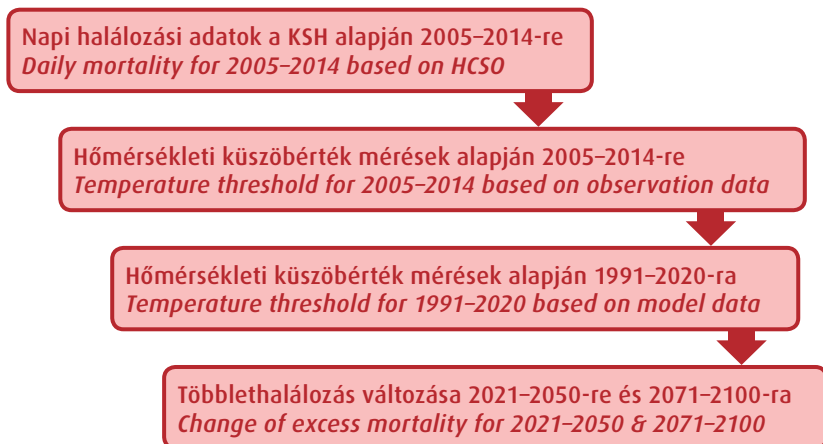 Napi halálozási adatok a KSH alapján 2005–2014-re
Daily mortality for 2005–2014 based on HCSO
Hőmérsékleti küszöbérték mérések alapján 2005–2014-re
Temperature threshold for 2005–2014 based on observation data
Hőmérsékleti küszöbérték mérések alapján 1991–2020-ra
Temperature threshold for 1991–2020 based on model data
Többlethalálozás változása 2021–2050-re és 2071–2100-ra
Change of excess mortality for 2021–2050 & 2071–2100